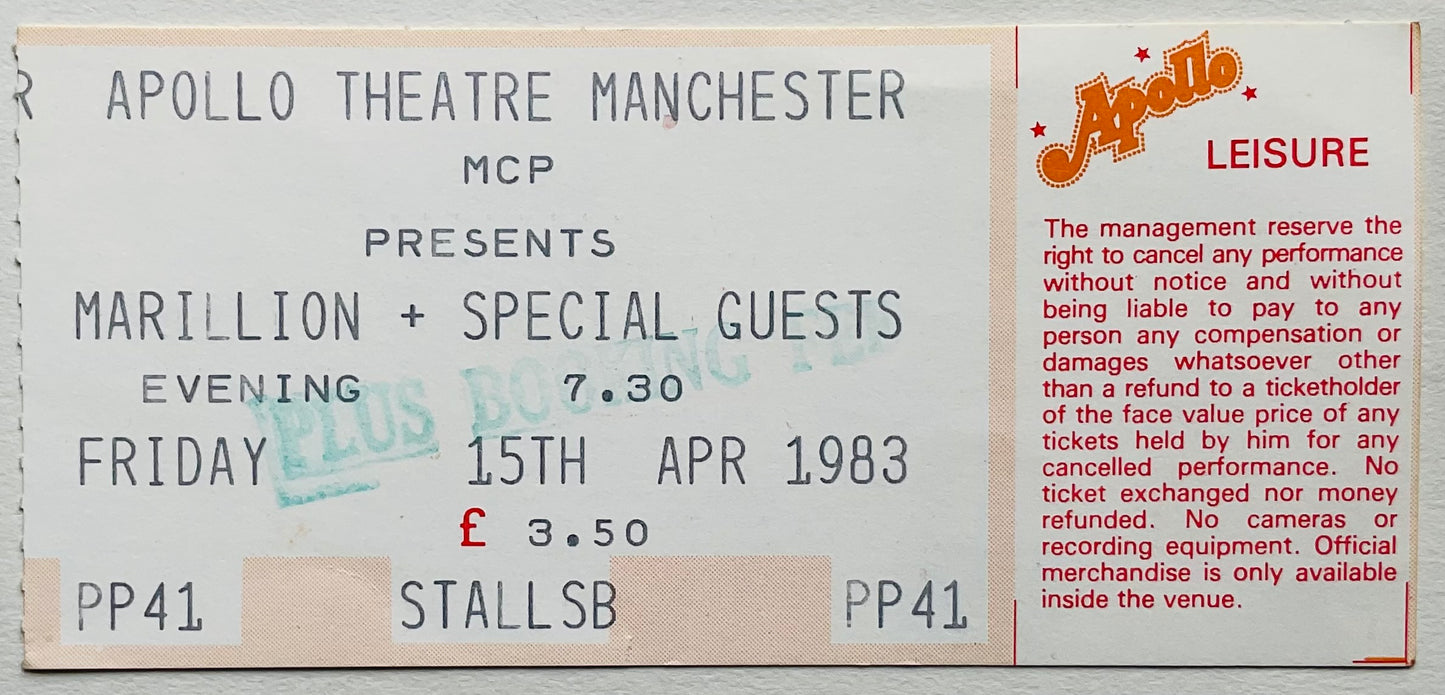 R APOLLO THEATRE MANCHESTER
MCP
PRESENTS
MARILLION + SPECIAL GUESTS
EVENING 7.30
PLUS BOOKING FEE
FRIDAY 15TH APR 1983
£ 3.50
PP41 STALLSB PP41
Apollo
LEISURE
The management reserve the
right to cancel any performance
without notice and without
being liable to pay to any
person any compensation or
damages whatsoever other
than a refund to a ticketholder
of the face value price of any
tickets held by him for any
cancelled performance. No
ticket exchanged nor money
refunded. No cameras or
recording equipment. Official
merchandise is only available
inside the venue.